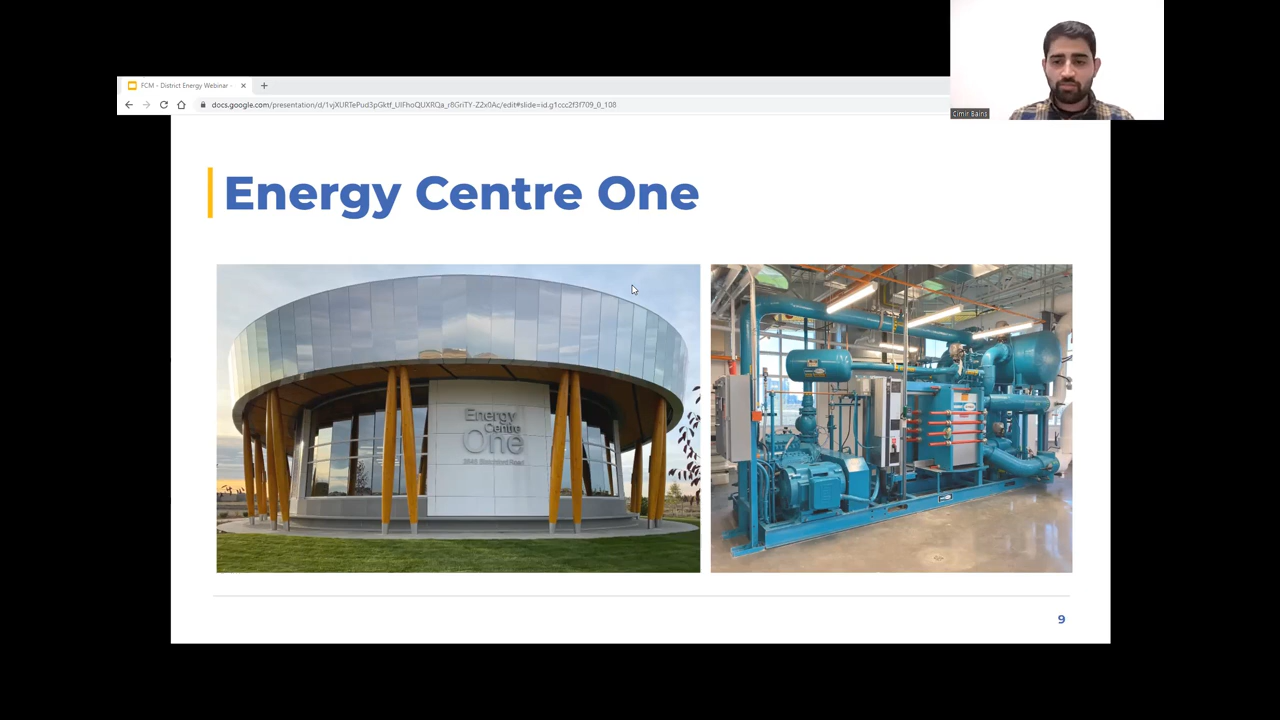 FCM - District Energy Webinar -
docs.google.com/presentation/d/1vjXURTePud3pGktf_UIFhoQUXRQa_r8GriTY-Z2x0Ac/edit#slide=id.g1ccc2f3f709_0_108
Cimir Bains
Energy Centre One
Energy
Centre
One
Road
9